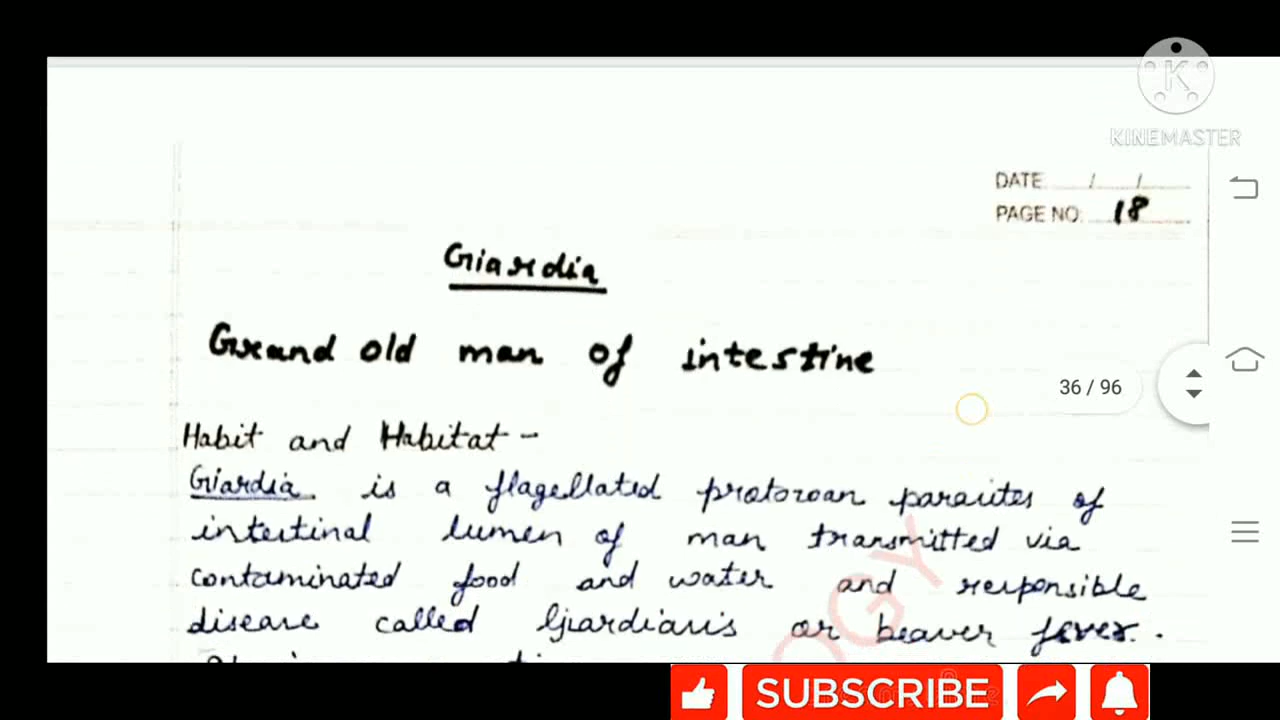 KINEMASTER
DATE / /
PAGE NO: 18
Giardia
Grand old man of intestine
36 / 96
Habit and Habitat -
Giardia is a flagellated protozoan parasites of
intestinal lumen of man transmitted via
contaminated food and water and responsible
disease called Giardiasis or beaver fever.
OGY
SUBSCRIBE